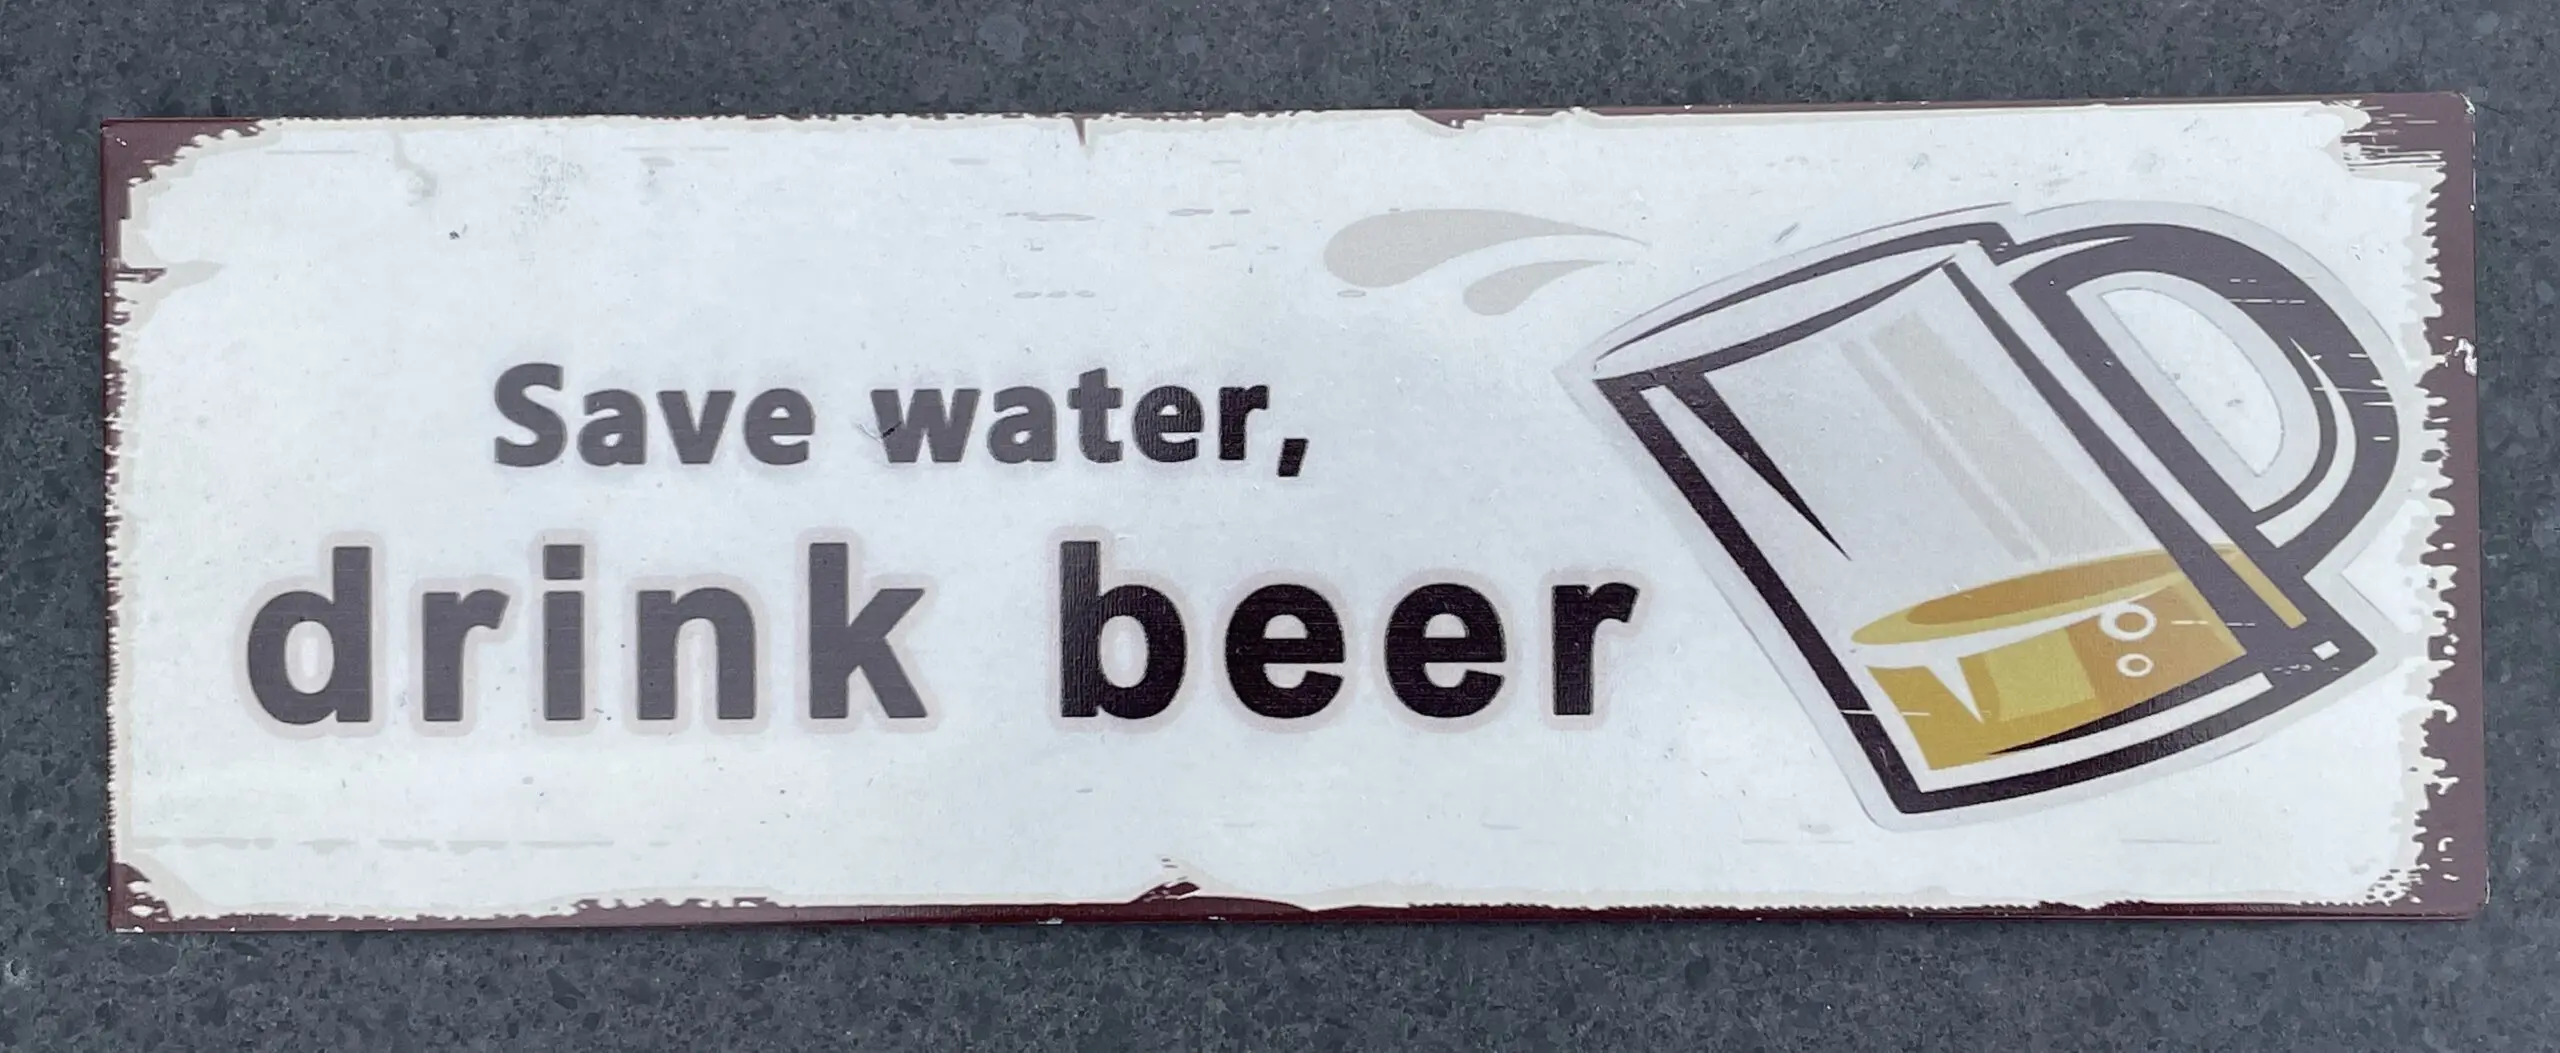 Save water,
drink beer